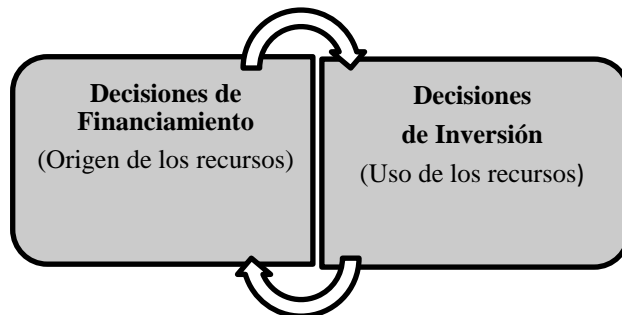 Decisiones de
Financiamiento
(Origen de los recursos)
Decisiones
de Inversión
(Uso de los recursos)